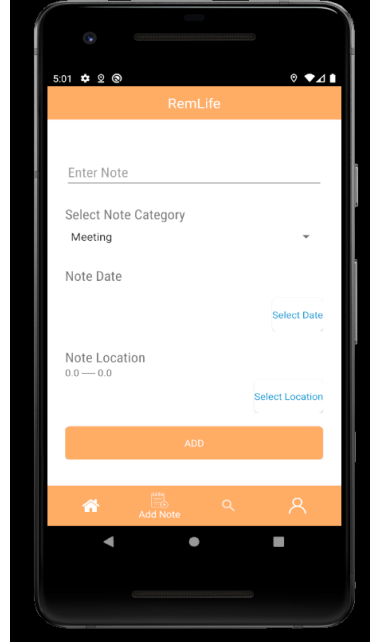 5:01
RemLife
Enter Note
Select Note Category
Meeting
Note Date
Select Date
Note Location
0.0 ---- 0.0
Select Location
ADD
Add Note